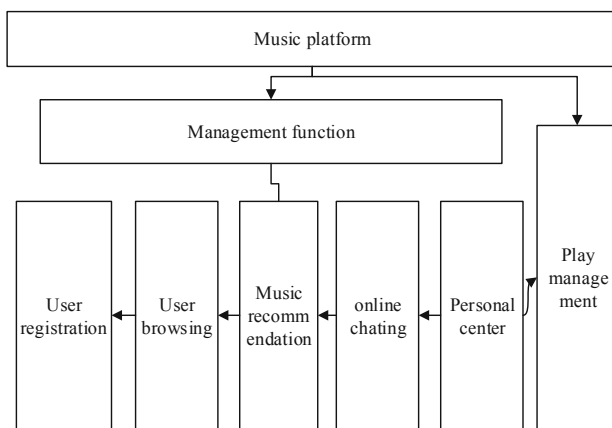 Music platform
Management function
User
registration
User
browsing
Music
recomm
endation
online
chating
Personal
center
Play
manage
ment